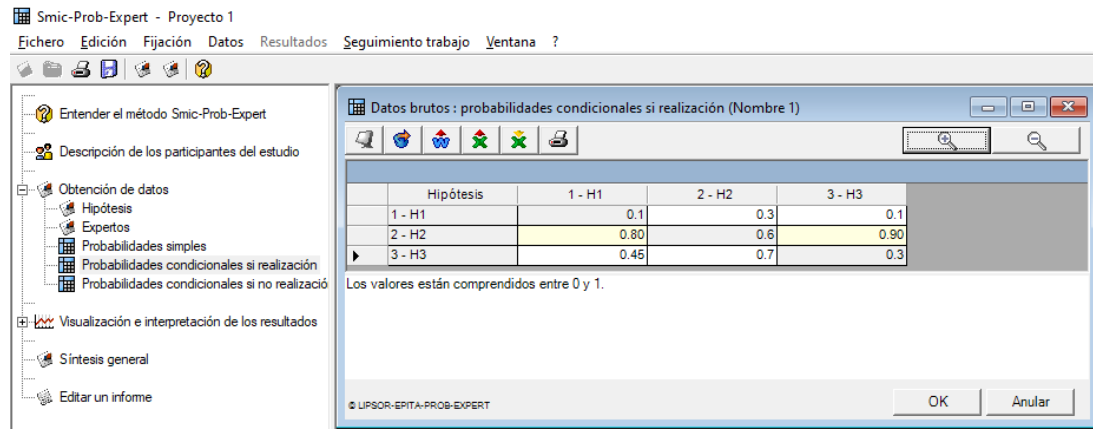 Smic-Prob-Expert - Proyecto 1
Fichero Edición Fijación Datos Resultados Seguimiento trabajo Ventana ?
Entender el método Smic-Prob-Expert
Descripción de los participantes del estudio
Obtención de datos
Hipótesis
Expertos
Probabilidades simples
Probabilidades condicionales si realización
Probabilidades condicionales si no realizació
Visualización e interpretación de los resultados
Síntesis general
Editar un informe
Datos brutos : probabilidades condicionales si realización (Nombre 1)
Hipótesis 1 - H1 2 - H2 3 - H3
1 - H1 0.1 0.3 0.1
2 - H2 0.80 0.6 0.90
3 - H3 0.45 0.7 0.3
Los valores están comprendidos entre 0 y 1.
© LIPSOR-EPITA-PROB-EXPERT
OK Anular